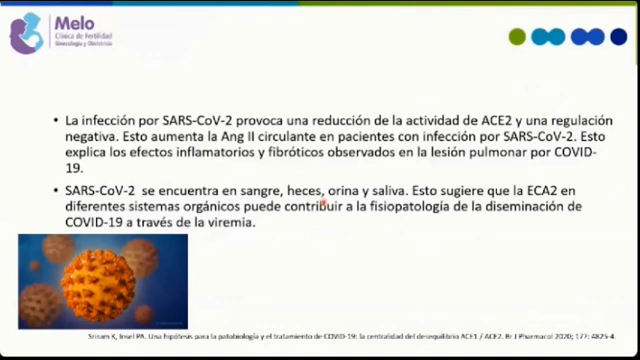 Melo
Clínica de Fertilidad
Ginecología y Obstetricia
• La infección por SARS-CoV-2 provoca una reducción de la actividad de ACE2 y una regulación
negativa. Esto aumenta la Ang II circulante en pacientes con infección por SARS-CoV-2. Esto
explica los efectos inflamatorios y fibróticos observados en la lesión pulmonar por COVID-
19.
• SARS-CoV-2 se encuentra en sangre, heces, orina y saliva. Esto sugiere que la ECA2 en
diferentes sistemas orgánicos puede contribuir a la fisiopatología de la diseminación de
COVID-19 a través de la viremia.
Sriram K, Insel PA. Una hipótesis para la patobiología y el tratamiento de COVID-19: la centralidad del desequilibrio ACE1 / ACE2. Br J Pharmacol 2020; 177: 4825-4.